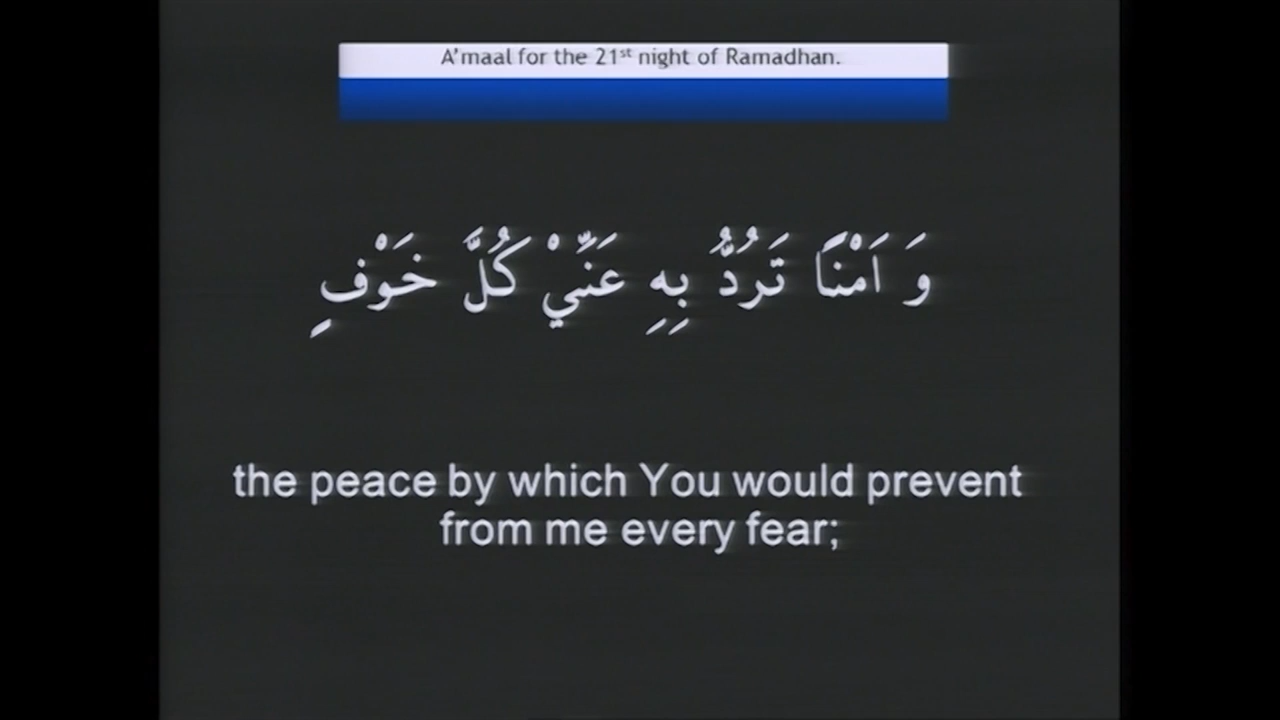 A'maal for the 21st night of Ramadhan.
وَ اَمْنًا تَرُدُّ بِهِ عَنِّيْ كُلَّ خَوْفٍ
the peace by which You would prevent
from me every fear;